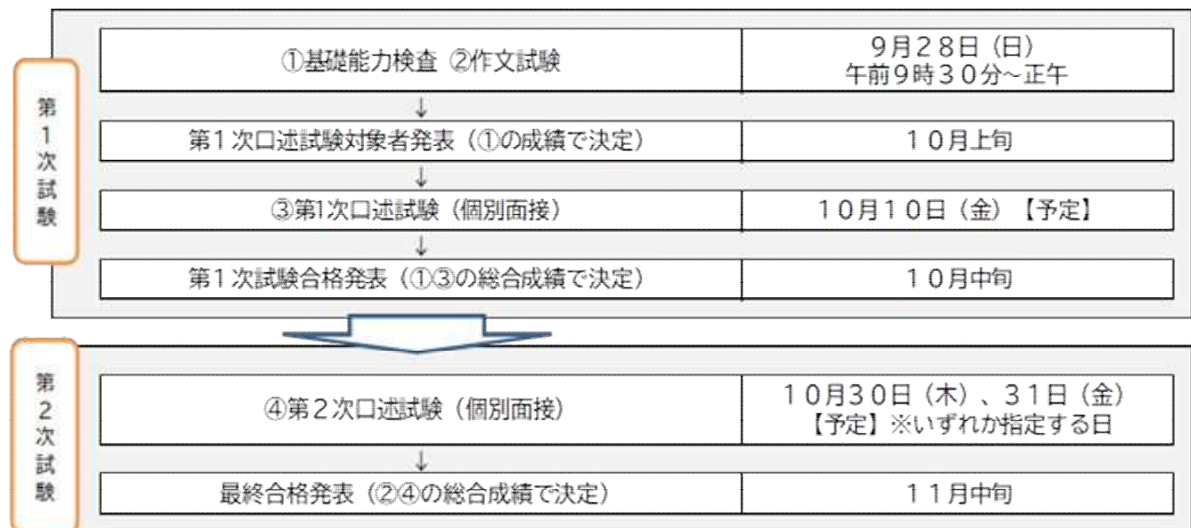 第1次試験
①基礎能力検査 ②作文試験
９月２８日（日）
午前９時３０分～正午
↓
第１次口述試験対象者発表（①の成績で決定）
１０月上旬
↓
③第1次口述試験（個別面接）
１０月１０日（金）【予定】
↓
第１次試験合格発表（①③の総合成績で決定）
１０月中旬
第2次試験
④第２次口述試験（個別面接）
１０月３０日（木）、３１日（金）
【予定】※いずれか指定する日
↓
最終合格発表（②④の総合成績で決定）
１１月中旬